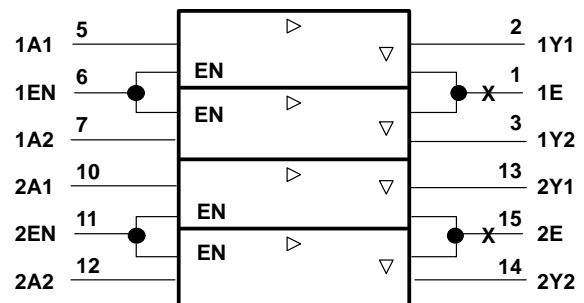 1A1 5 2 1Y1
1EN 6 EN 1 X 1E
1A2 7 EN 3 1Y2
2A1 10 13 2Y1
2EN 11 EN 15 X 2E
2A2 12 EN 14 2Y2